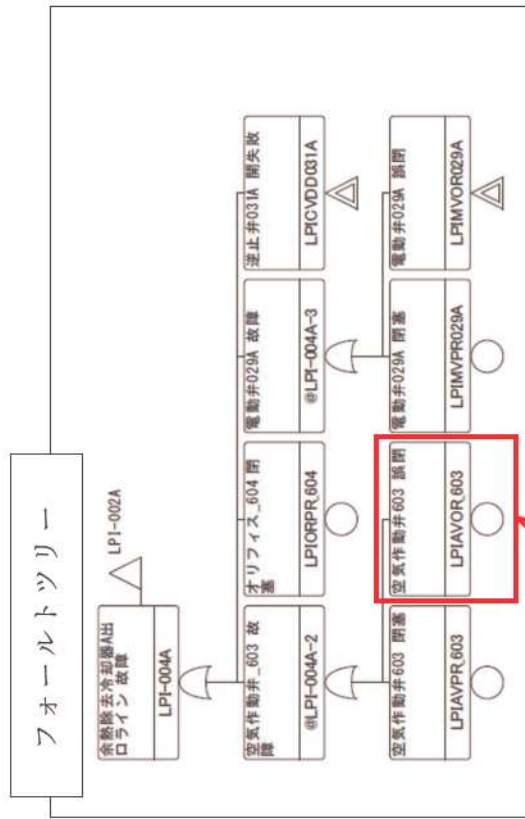 フォールトツリー
余熱除去冷却器A出
口ライン 故障
LPI-004A
LPI-002A
空気作動弁_603 故
障
@LPI-004A-2
オリフィス_604 閉
塞
LPIORPR_604
電動弁029A 故障
@LPI-004A-3
逆止弁031A 開失敗
LPICVDD031A
空気作動弁603 閉塞
LPIAVPR_603
空気作動弁603 誤閉
LPIAVOR_603
電動弁029A 閉塞
LPIMVPR029A
電動弁029A 誤閉
LPIMVOR029A